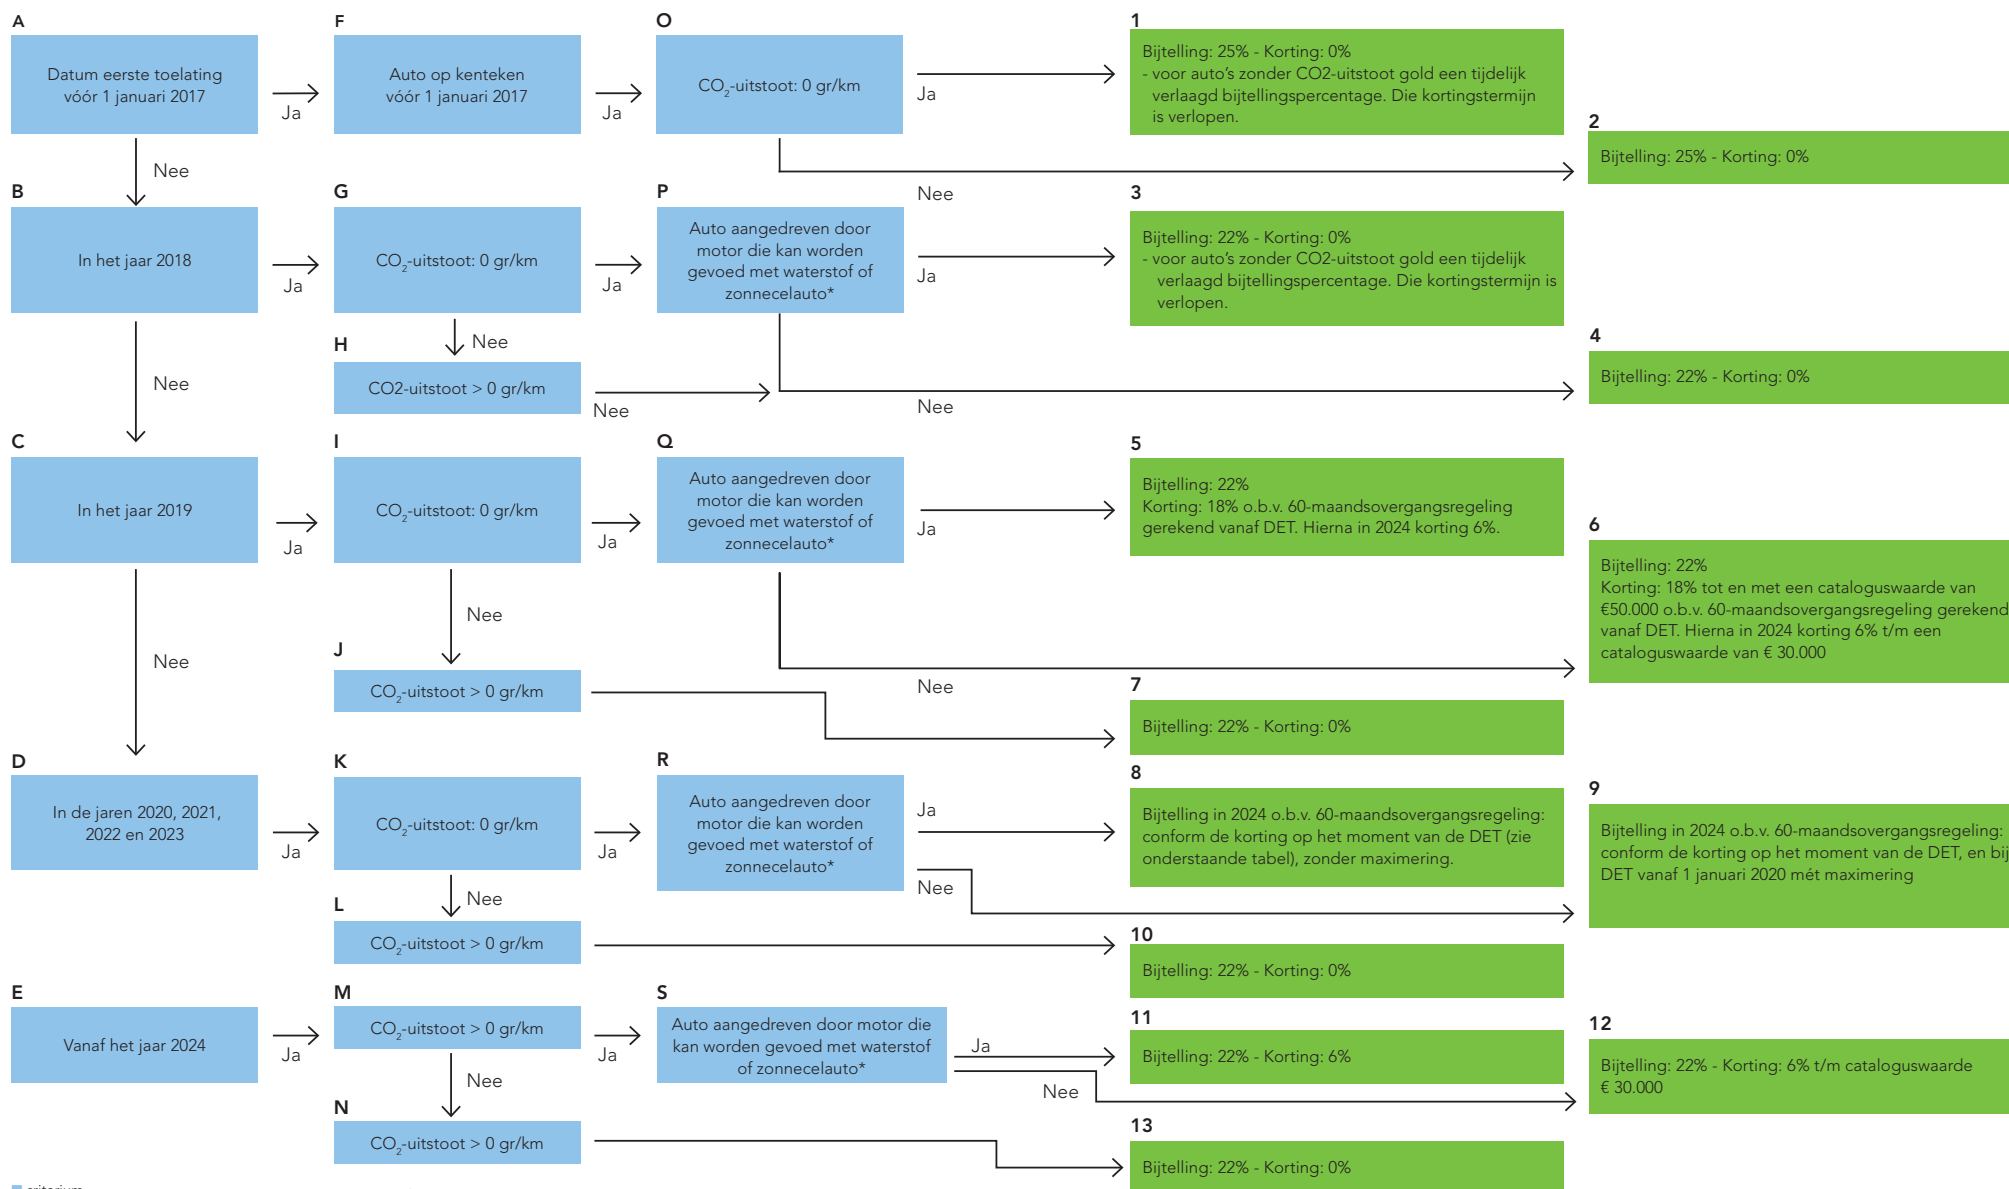 A
Datum eerste toelating
vóór 1 januari 2017
Ja
Nee
F
Auto op kenteken
vóór 1 januari 2017
Ja
O
CO2-uitstoot: 0 gr/km
Ja
Nee
1
Bijtelling: 25% - Korting: 0%
- voor auto's zonder CO2-uitstoot gold een tijdelijk
verlaagd bijtellingspercentage. Die kortingstermijn
is verlopen.
2
Bijtelling: 25% - Korting: 0%
B
In het jaar 2018
Ja
Nee
G
CO2-uitstoot: 0 gr/km
Ja
Nee
P
Auto aangedreven door
motor die kan worden
gevoed met waterstof of
zonnecelauto*
Ja
Nee
3
Bijtelling: 22% - Korting: 0%
- voor auto's zonder CO2-uitstoot gold een tijdelijk
verlaagd bijtellingspercentage. Die kortingstermijn is
verlopen.
H
CO2-uitstoot > 0 gr/km
Nee
4
Bijtelling: 22% - Korting: 0%
C
In het jaar 2019
Ja
Nee
I
CO2-uitstoot: 0 gr/km
Ja
Nee
Q
Auto aangedreven door
motor die kan worden
gevoed met waterstof of
zonnecelauto*
Ja
Nee
5
Bijtelling: 22%
Korting: 18% o.b.v. 60-maandsovergangsregeling
gerekend vanaf DET. Hierna in 2024 korting 6%.
6
Bijtelling: 22%
Korting: 18% tot en met een cataloguswaarde van
€50.000 o.b.v. 60-maandsovergangsregeling gerekend
vanaf DET. Hierna in 2024 korting 6% t/m een
cataloguswaarde van € 30.000
J
CO2-uitstoot > 0 gr/km
7
Bijtelling: 22% - Korting: 0%
D
In de jaren 2020, 2021,
2022 en 2023
Ja
K
CO2-uitstoot: 0 gr/km
Ja
Nee
R
Auto aangedreven door
motor die kan worden
gevoed met waterstof of
zonnecelauto*
Ja
Nee
8
Bijtelling in 2024 o.b.v. 60-maandsovergangsregeling:
conform de korting op het moment van de DET (zie
onderstaande tabel), zonder maximering.
9
Bijtelling in 2024 o.b.v. 60-maandsovergangsregeling:
conform de korting op het moment van de DET, en bij
DET vanaf 1 januari 2020 mét maximering
L
CO2-uitstoot > 0 gr/km
10
Bijtelling: 22% - Korting: 0%
E
Vanaf het jaar 2024
Ja
M
CO2-uitstoot > 0 gr/km
Ja
Nee
S
Auto aangedreven door motor die
kan worden gevoed met waterstof
of zonnecelauto*
Ja
Nee
11
Bijtelling: 22% - Korting: 6%
12
Bijtelling: 22% - Korting: 6% t/m cataloguswaarde
€ 30.000
N
CO2-uitstoot > 0 gr/km
13
Bijtelling: 22% - Korting: 0%